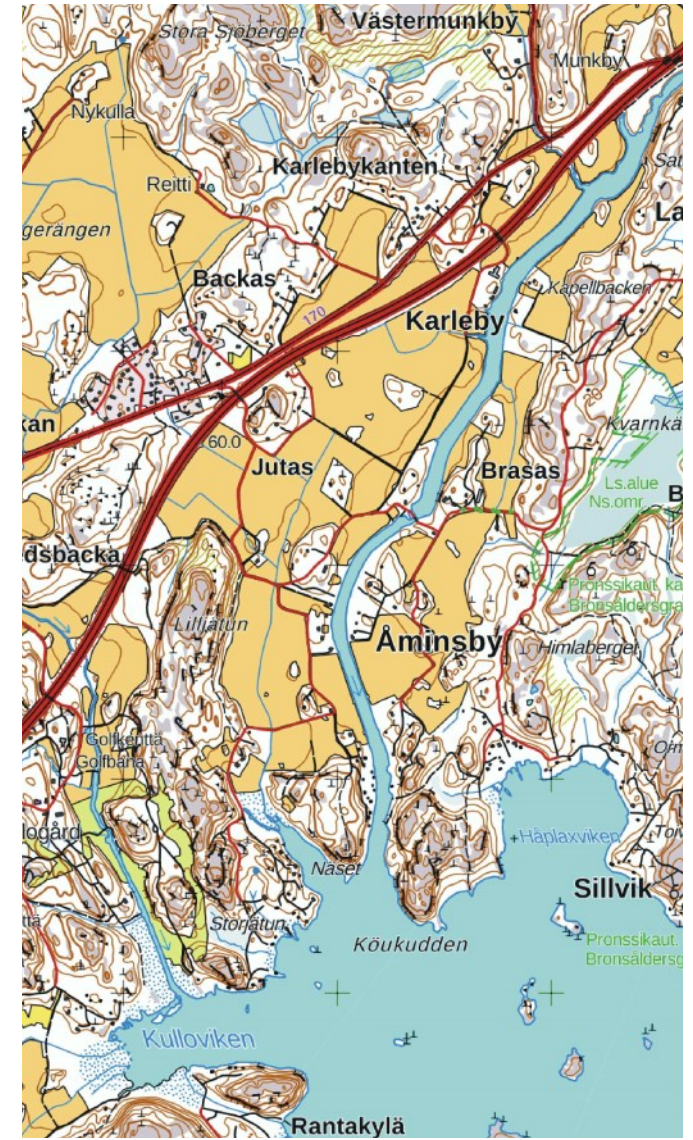 Västermunkby
Stora Sjöberget
Munkby
Nykulla
Karlebykanten
Reitti
gerängen
Backas
Kapellbacken
170
Karleby
kan
Kvarnkä
60.0
Jutas
Brasas
Ls.alue
Ns.omr.
B
dsbacka
6
6
Pronssikaut. ka
Bronsåldersgra
Lilljatun
Åminsby
Himlaberget
Golfkenttä
Golfbana
logård
Håplaxviken
Näset
Sillvik
Storjatun
Köukudden
Pronssikaut.
Bronsåldersg
Kulloviken
Rantakylä